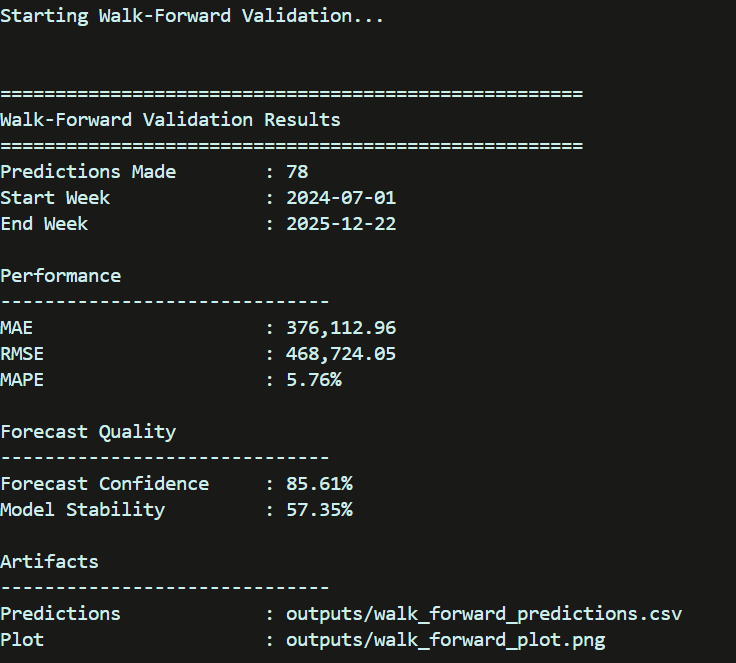 Starting Walk-Forward Validation...
=====================================================
Walk-Forward Validation Results
=====================================================
Predictions Made        : 78
Start Week              : 2024-07-01
End Week                : 2025-12-22
Performance
------------------------------
MAE                     : 376,112.96
RMSE                    : 468,724.05
MAPE                    : 5.76%
Forecast Quality
------------------------------
Forecast Confidence     : 85.61%
Model Stability         : 57.35%
Artifacts
------------------------------
Predictions             : outputs/walk_forward_predictions.csv
Plot                    : outputs/walk_forward_plot.png